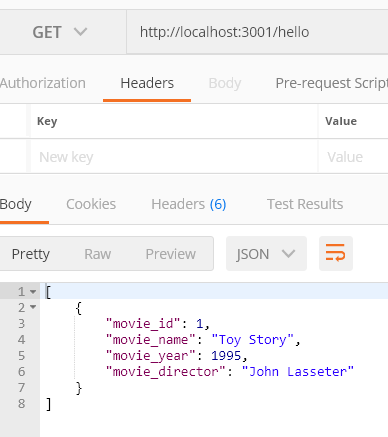 GET http://localhost:3001/hello
Authorization Headers Body Pre-request Script
Key Value
New key Value
Body Cookies Headers (6) Test Results
Pretty Raw Preview JSON
1 [
2 {
3 "movie_id": 1,
4 "movie_name": "Toy Story",
5 "movie_year": 1995,
6 "movie_director": "John Lasseter"
7 }
8 ]